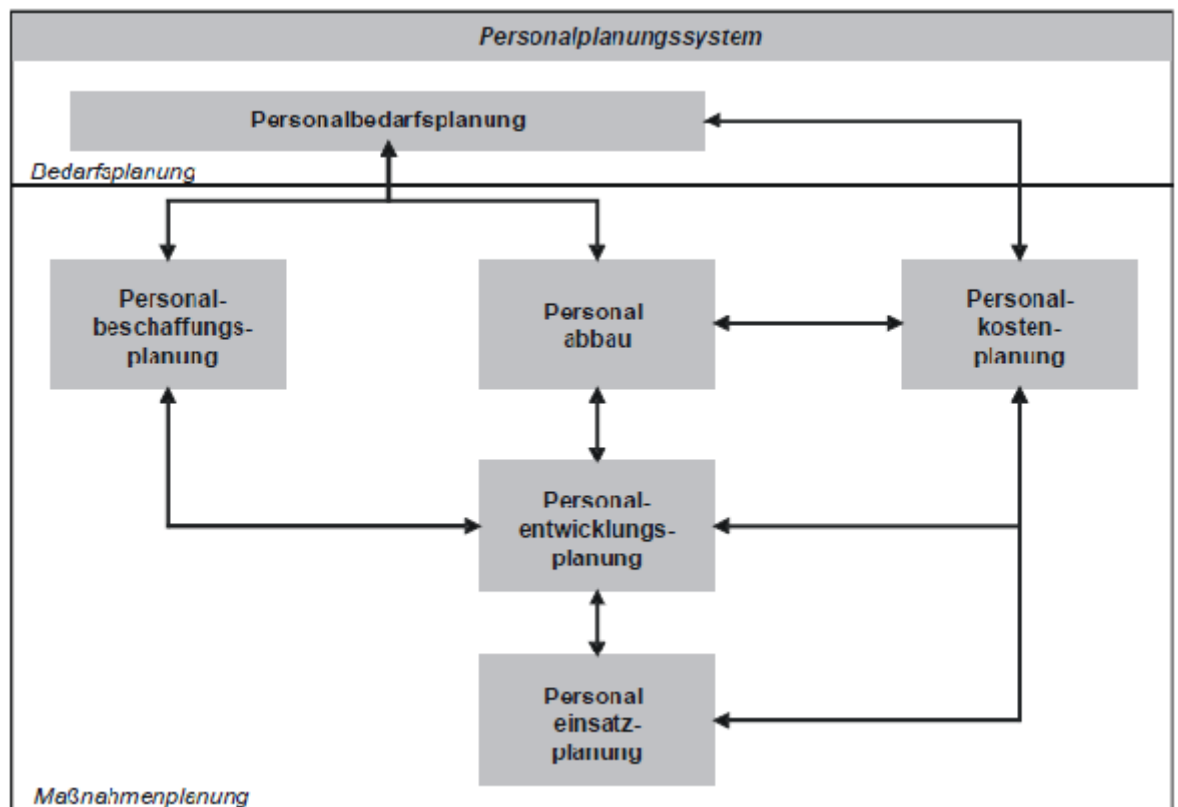 Personalplanungssystem
Personalbedarfsplanung
Bedarfsplanung
Personal-
beschaffungs-
planung
Personal
abbau
Personal-
kosten-
planung
Personal-
entwicklungs-
planung
Personal
einsatz-
planung
Maßnahmenplanung